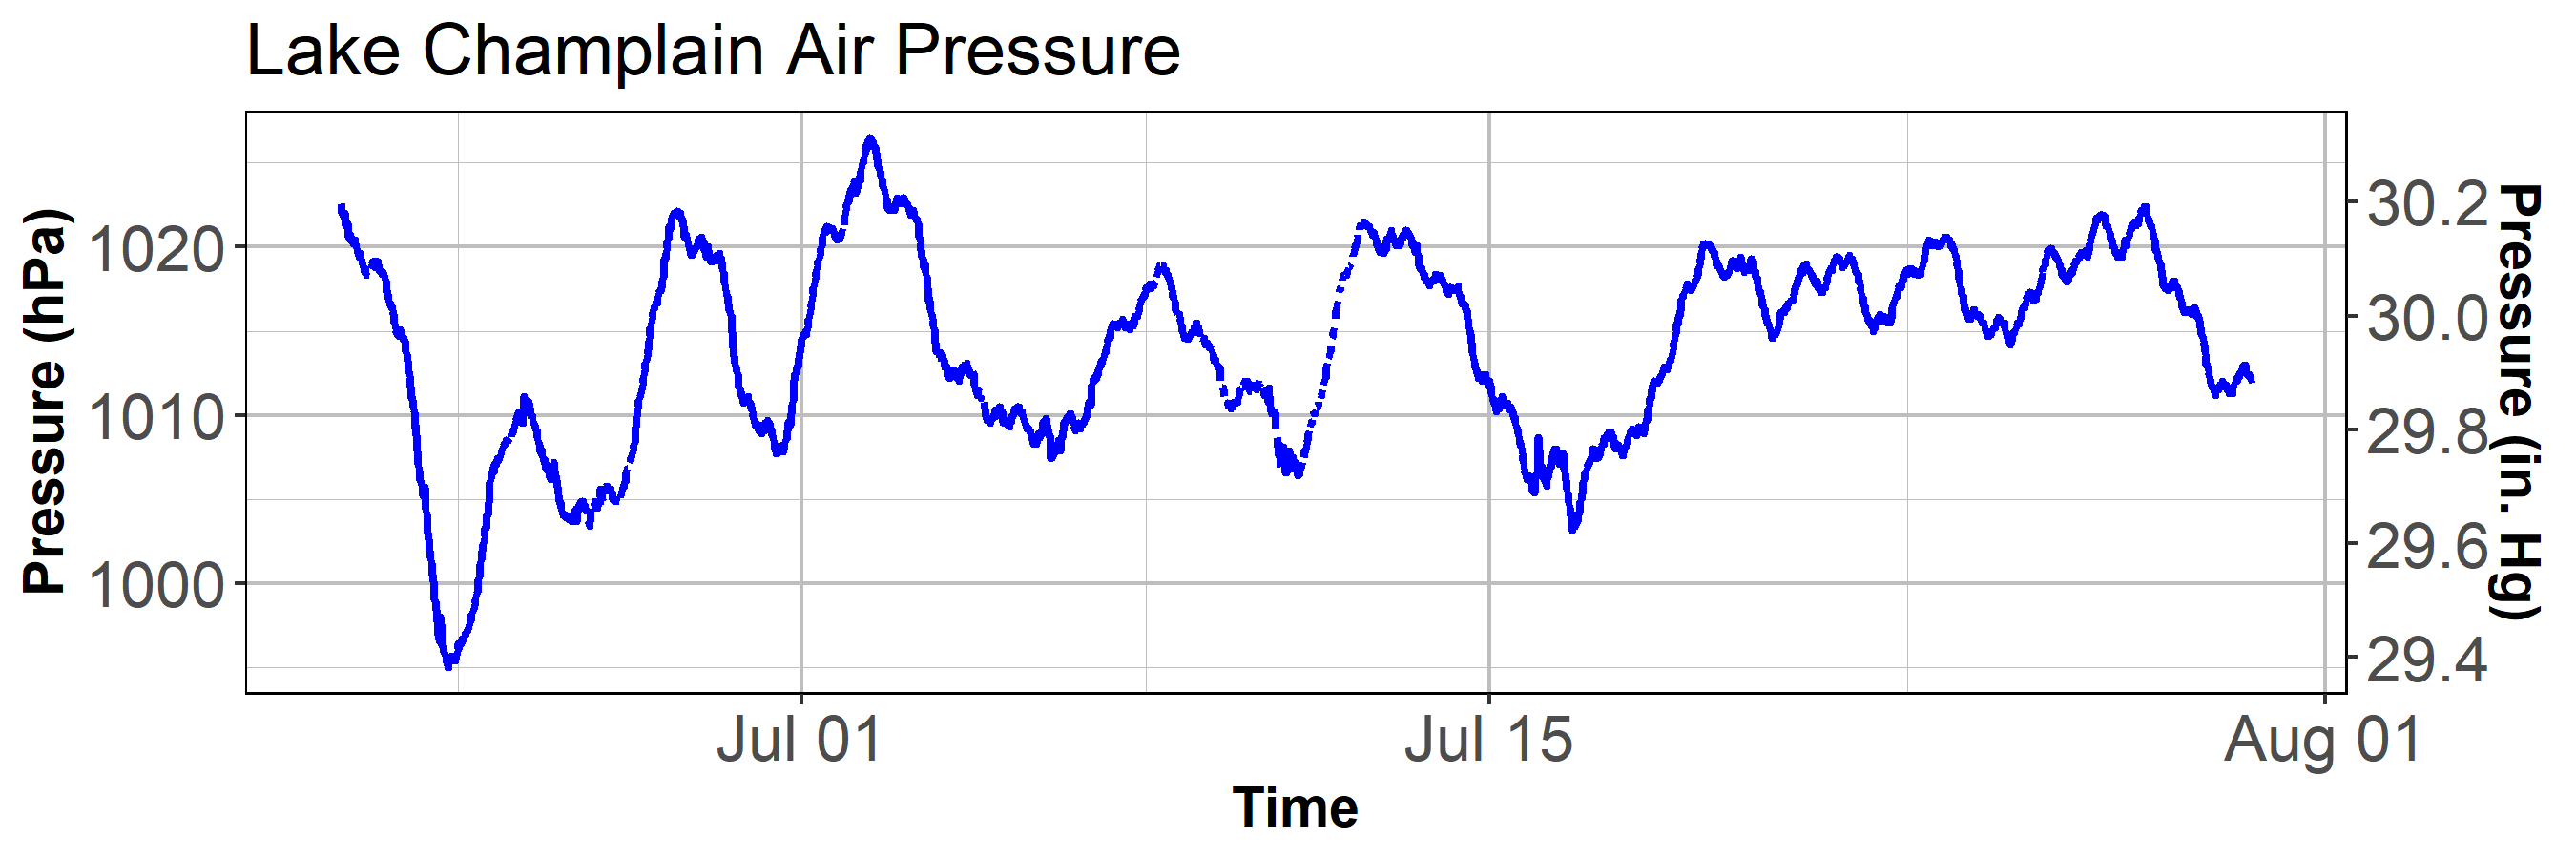 Lake Champlain Air Pressure
Pressure (hPa)
1020
1010
1000
30.2
30.0
29.8
29.6
29.4
Pressure (in. Hg)
Jul 01
Jul 15
Aug 01
Time